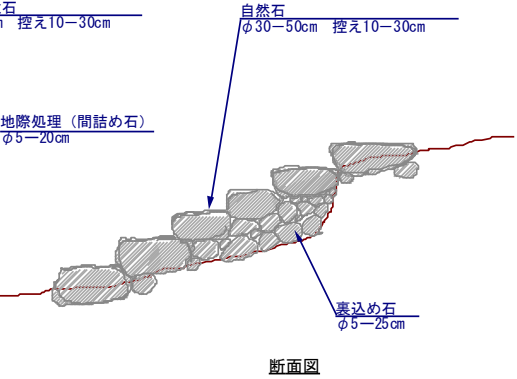 石
控え10－30cm
自然石
φ30－50cm　控え10－30cm
地際処理（間詰め石）
φ5－20cm
裏込め石
φ5－25cm
断面図